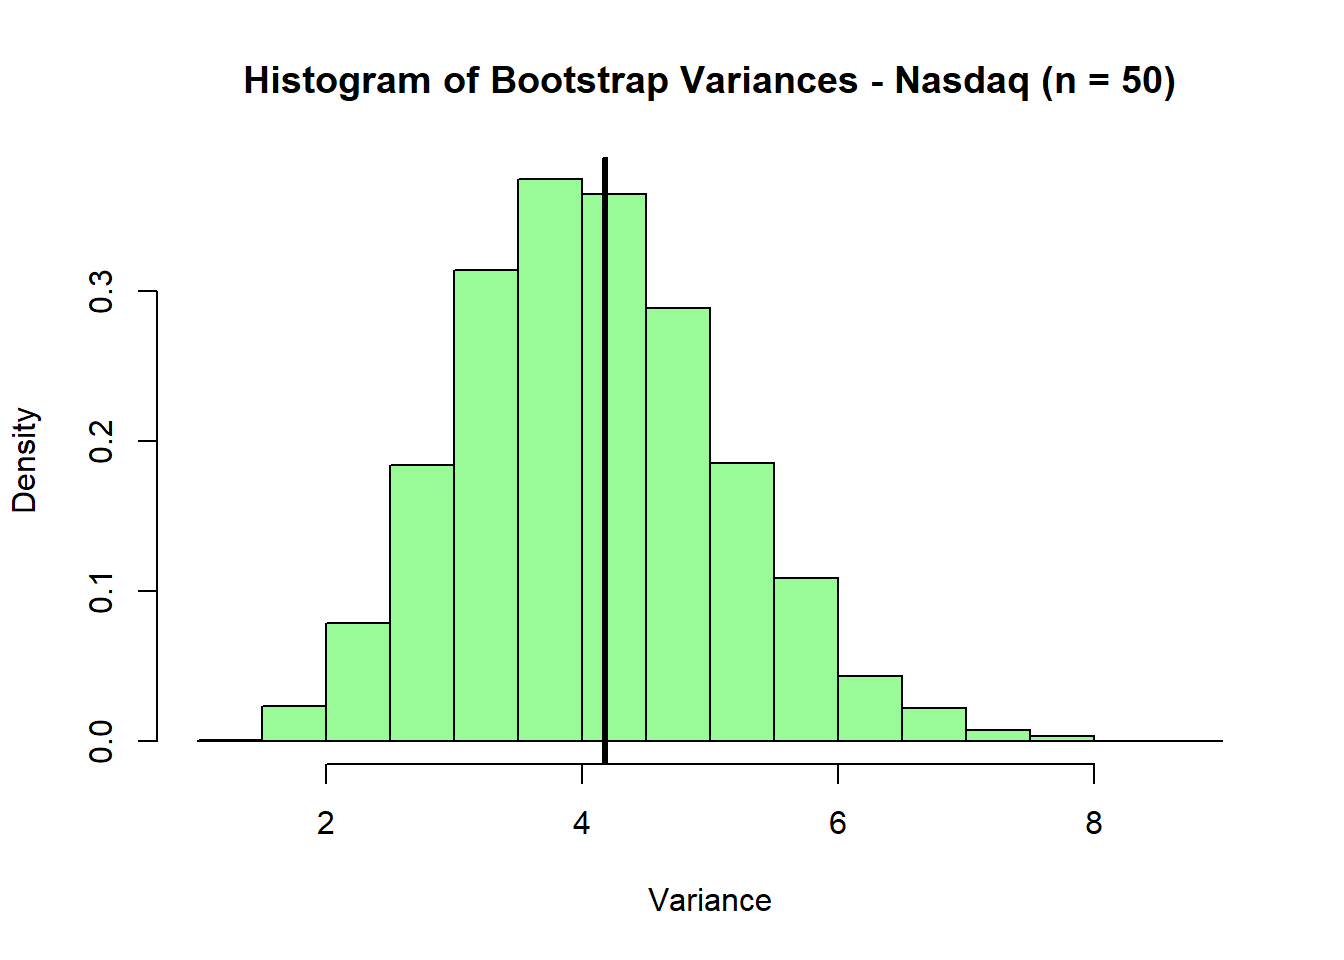 Histogram of Bootstrap Variances - Nasdaq (n = 50)
Density
0.3
0.2
0.1
0.0
2 4 6 8
Variance